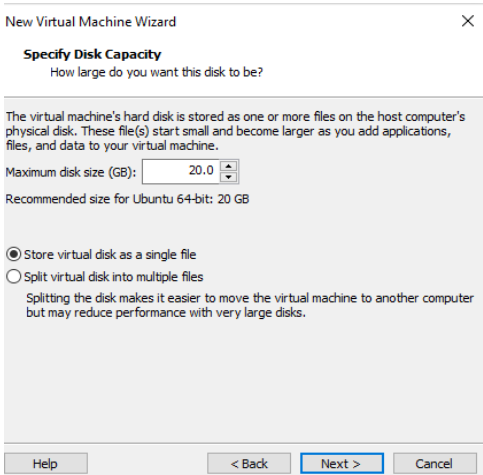 New Virtual Machine Wizard
Specify Disk Capacity
How large do you want this disk to be?
The virtual machine's hard disk is stored as one or more files on the host computer's
physical disk. These file(s) start small and become larger as you add applications,
files, and data to your virtual machine.
Maximum disk size (GB): 20.0
Recommended size for Ubuntu 64-bit: 20 GB
Store virtual disk as a single file
Split virtual disk into multiple files
Splitting the disk makes it easier to move the virtual machine to another computer
but may reduce performance with very large disks.
Help < Back Next > Cancel